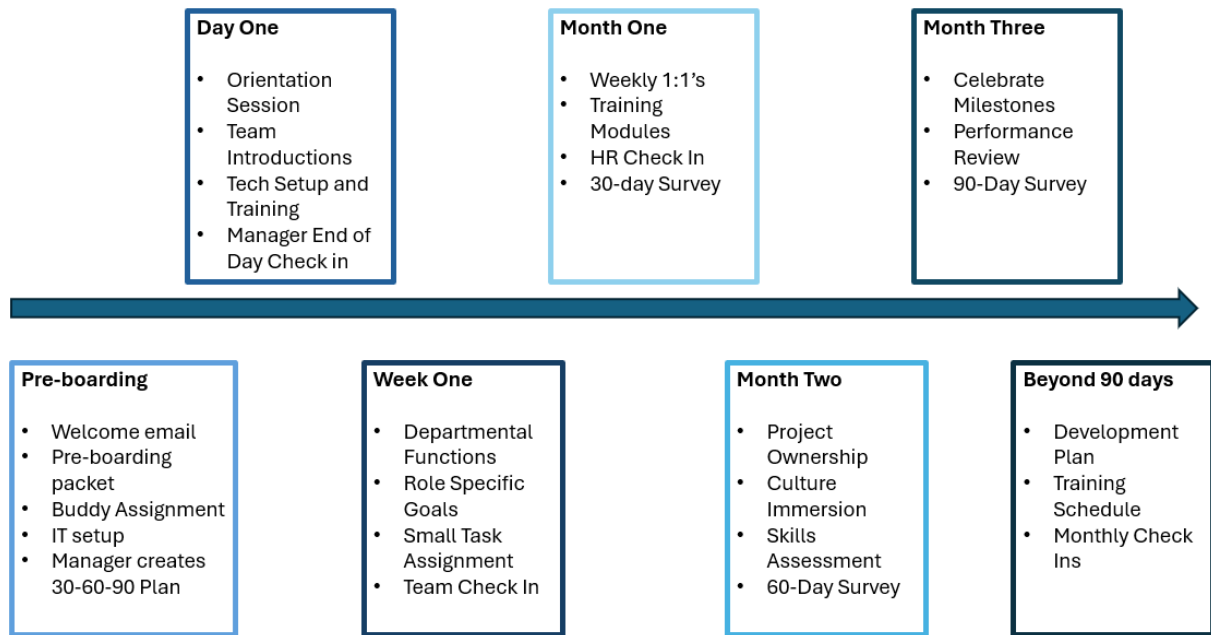 Day One
• Orientation
Session
• Team
Introductions
• Tech Setup and
Training
• Manager End of
Day Check in
Month One
• Weekly 1:1’s
• Training
Modules
• HR Check In
• 30-day Survey
Month Three
• Celebrate
Milestones
• Performance
Review
• 90-Day Survey
Pre-boarding
• Welcome email
• Pre-boarding
packet
• Buddy Assignment
• IT setup
• Manager creates
30-60-90 Plan
Week One
• Departmental
Functions
• Role Specific
Goals
• Small Task
Assignment
• Team Check In
Month Two
• Project
Ownership
• Culture
Immersion
• Skills
Assessment
• 60-Day Survey
Beyond 90 days
• Development
Plan
• Training
Schedule
• Monthly Check
Ins